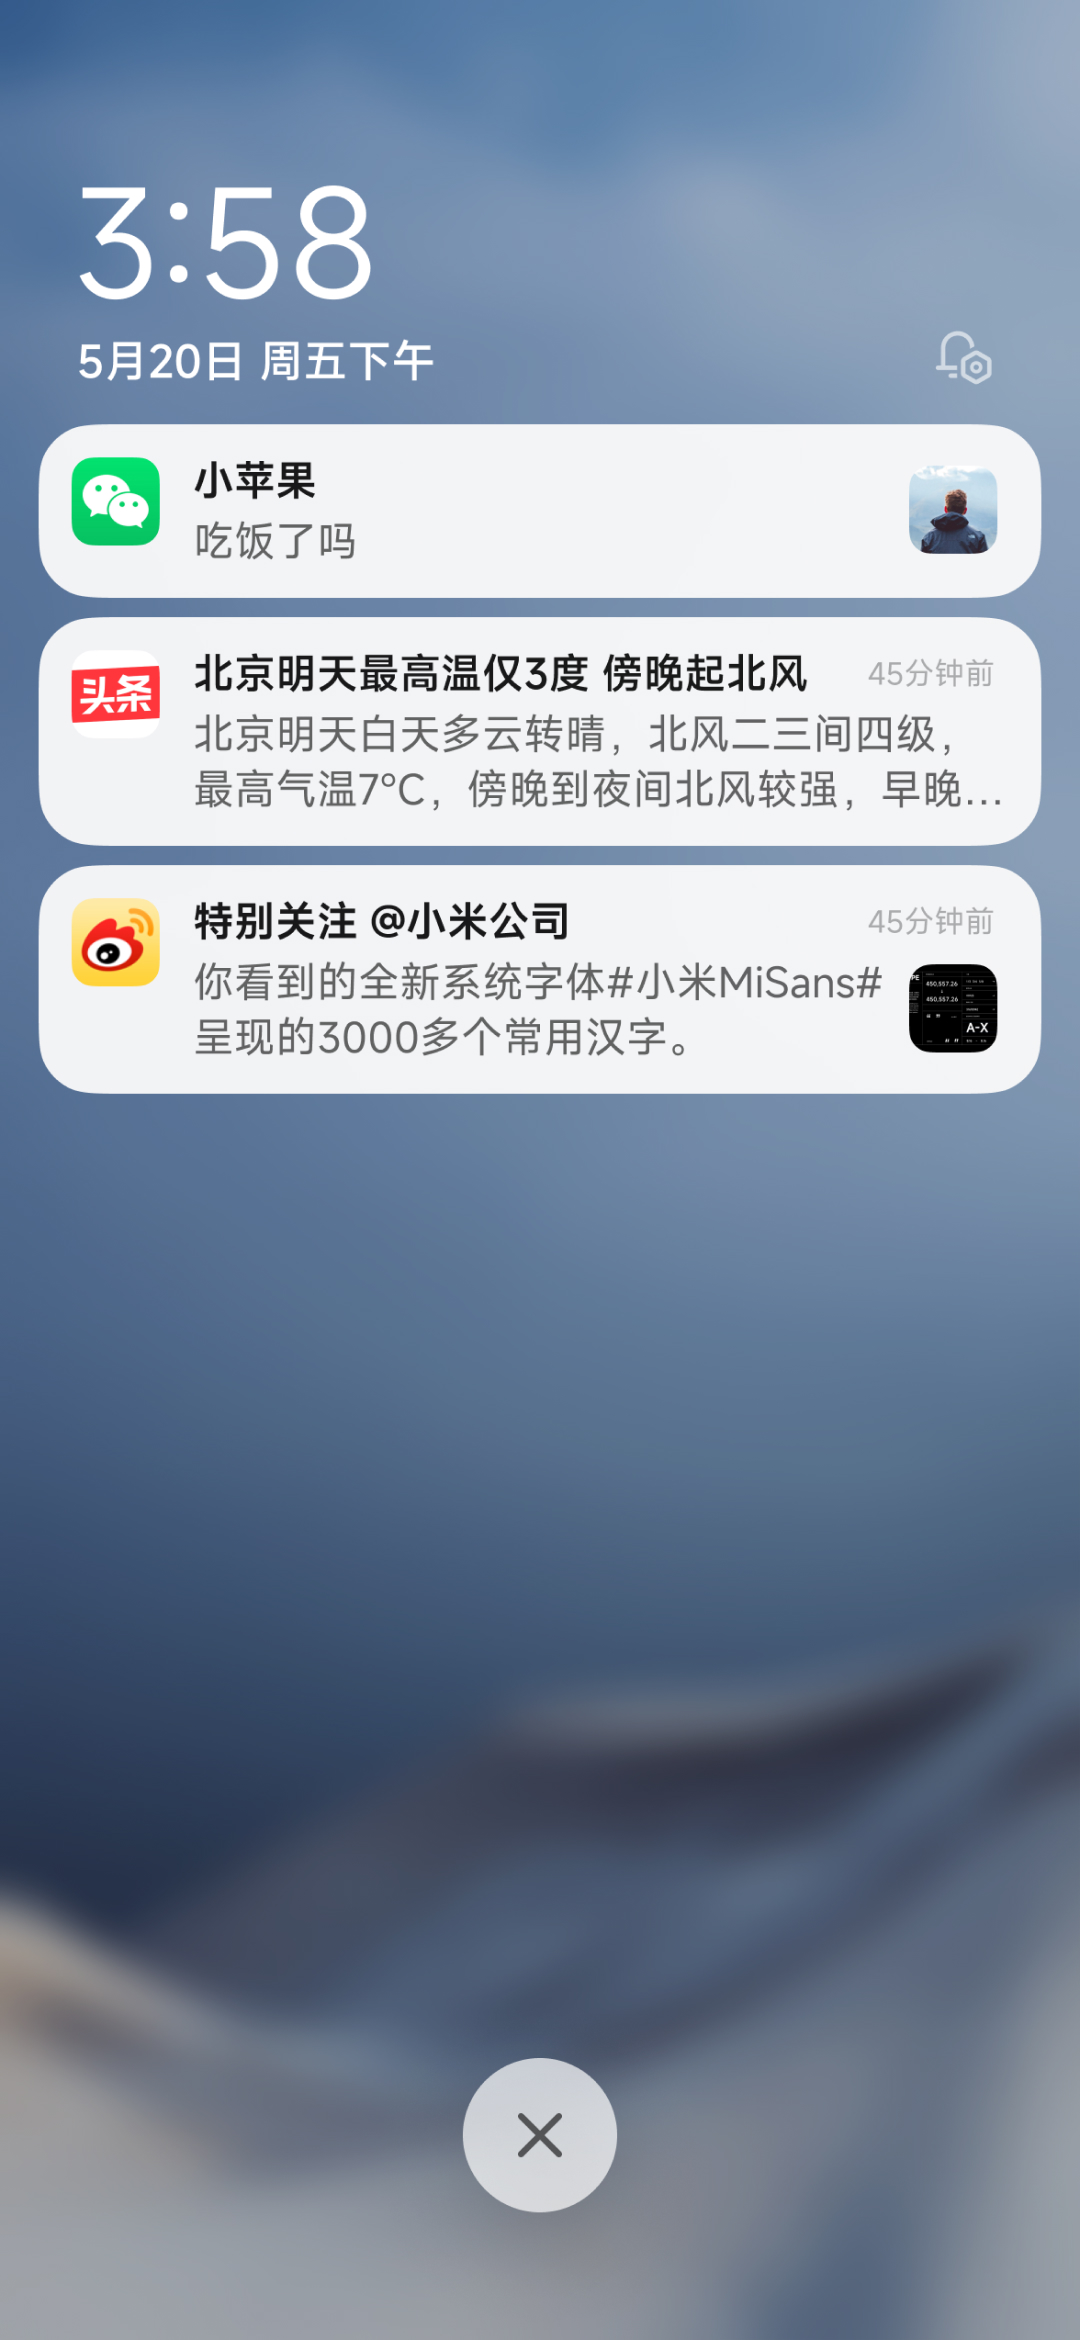 3:58
5月20日 周五下午
小苹果
吃饭了吗
头条
北京明天最高温仅3度 傍晚起北风
45分钟前
北京明天白天多云转晴，北风二三间四级，
最高气温7°C，傍晚到夜间北风较强，早晚...
特别关注 @小米公司
45分钟前
你看到的全新系统字体#小米MiSans#
呈现的3000多个常用汉字。
450,557.26
450,557.26
A-X